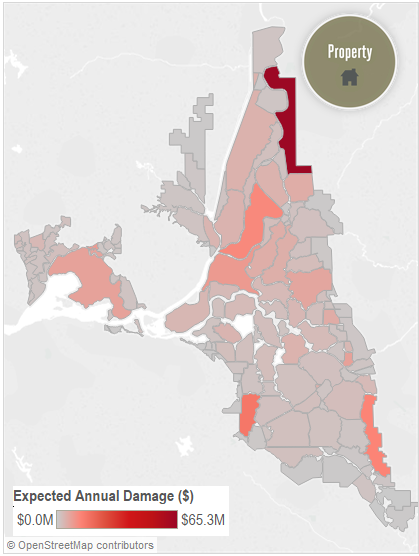 Property
Expected Annual Damage ($)
$0.0M $65.3M
© OpenStreetMap contributors